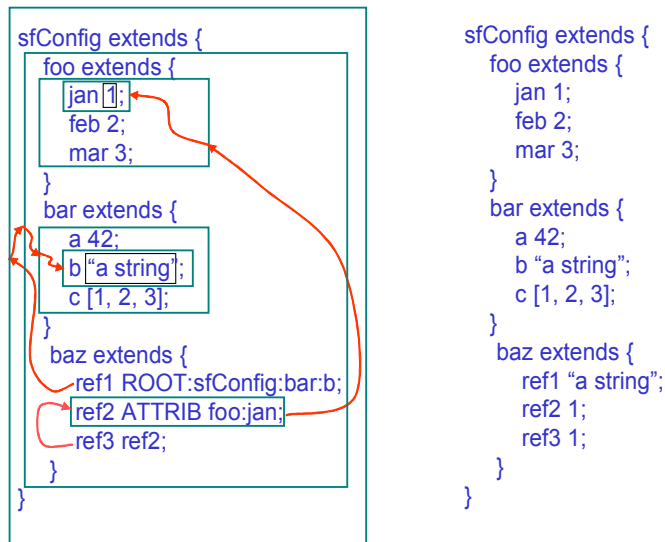 sfConfig extends {
foo extends {
jan 1;
feb 2;
mar 3;
}
bar extends {
a 42;
b “a string”;
c [1, 2, 3];
}
baz extends {
ref1 ROOT:sfConfig:bar:b;
ref2 ATTRIB foo:jan;
ref3 ref2;
}
}
sfConfig extends {
foo extends {
jan 1;
feb 2;
mar 3;
}
bar extends {
a 42;
b “a string”;
c [1, 2, 3];
}
baz extends {
ref1 “a string”;
ref2 1;
ref3 1;
}
}